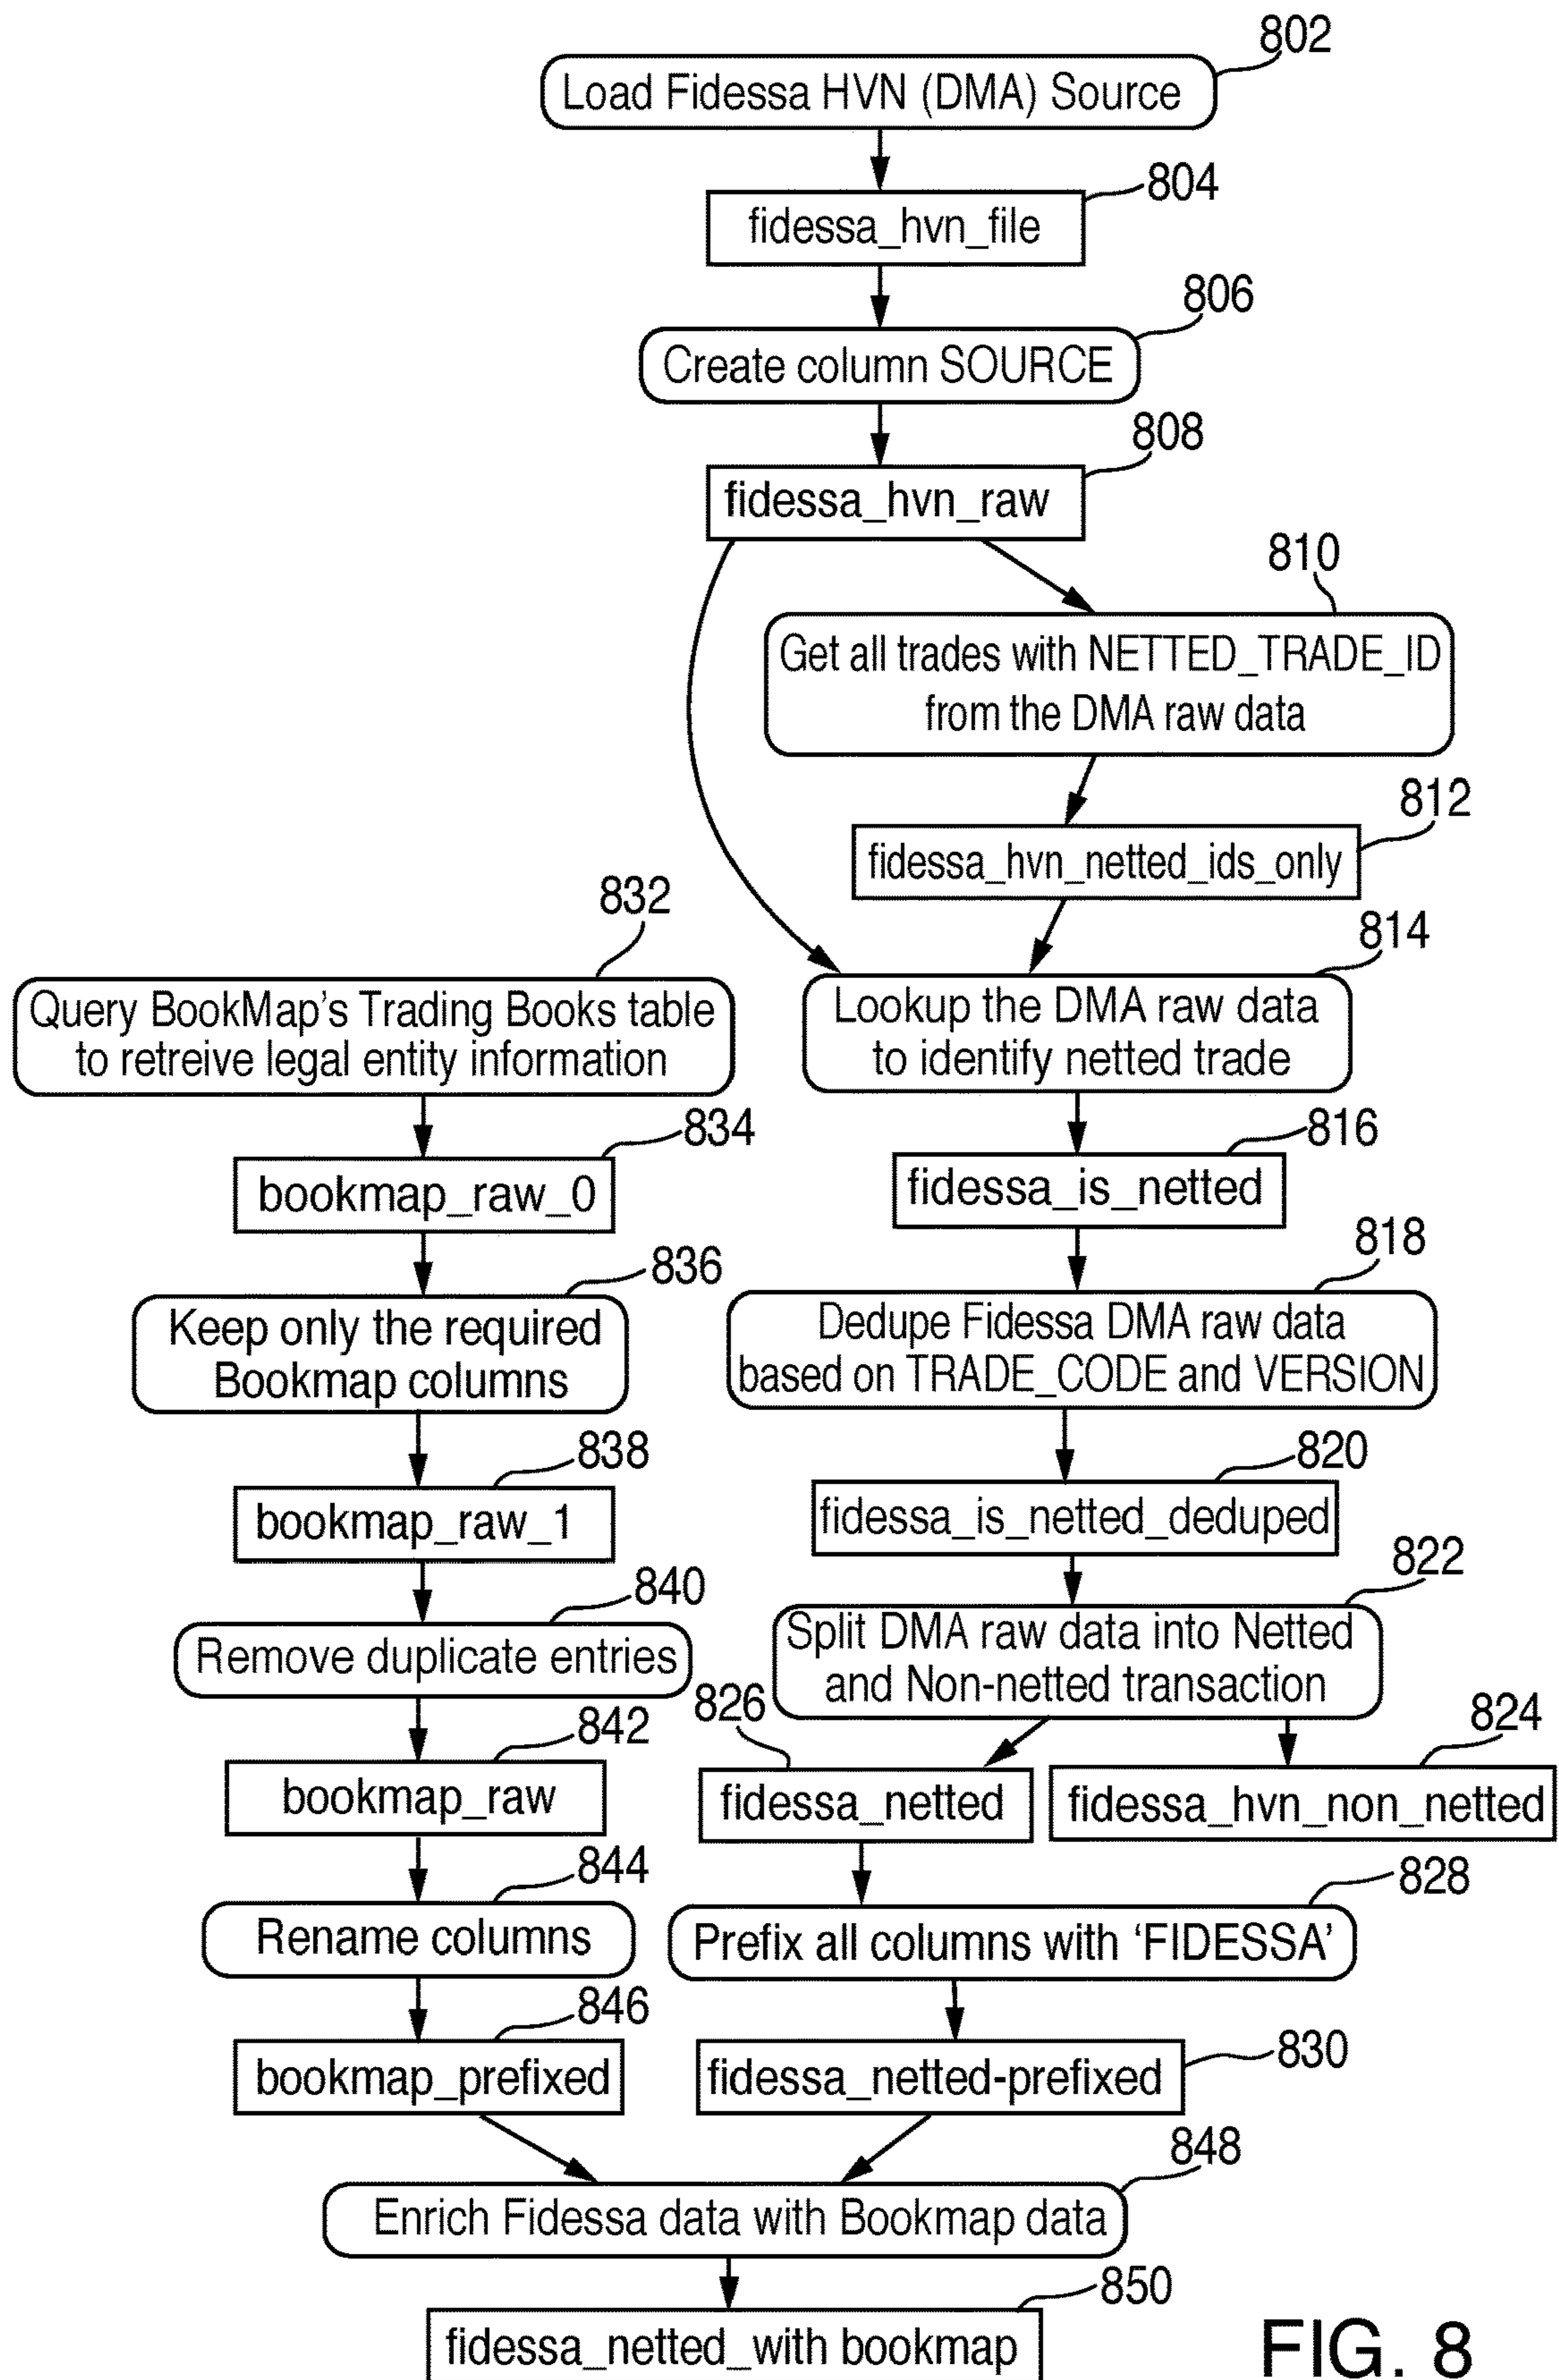 802
Load Fidessa HVN (DMA) Source
804
fidessa_hvn_file
806
Create column SOURCE
808
fidessa_hvn_raw
810
Get all trades with NETTED_TRADE_ID
from the DMA raw data
812
fidessa_hvn_netted_ids_only
814
Lookup the DMA raw data
to identify netted trade
816
fidessa_is_netted
818
Dedupe Fidessa DMA raw data
based on TRADE_CODE and VERSION
820
fidessa_is_netted_deduped
822
Split DMA raw data into Netted
and Non-netted transaction
826
fidessa_netted
824
fidessa_hvn_non_netted
828
Prefix all columns with ‘FIDESSA’
830
fidessa_netted-prefixed
832
Query BookMap’s Trading Books table
to retreive legal entity information
834
bookmap_raw_0
836
Keep only the required
Bookmap columns
838
bookmap_raw_1
840
Remove duplicate entries
842
bookmap_raw
844
Rename columns
846
bookmap_prefixed
848
Enrich Fidessa data with Bookmap data
850
fidessa_netted_with bookmap
FIG. 8